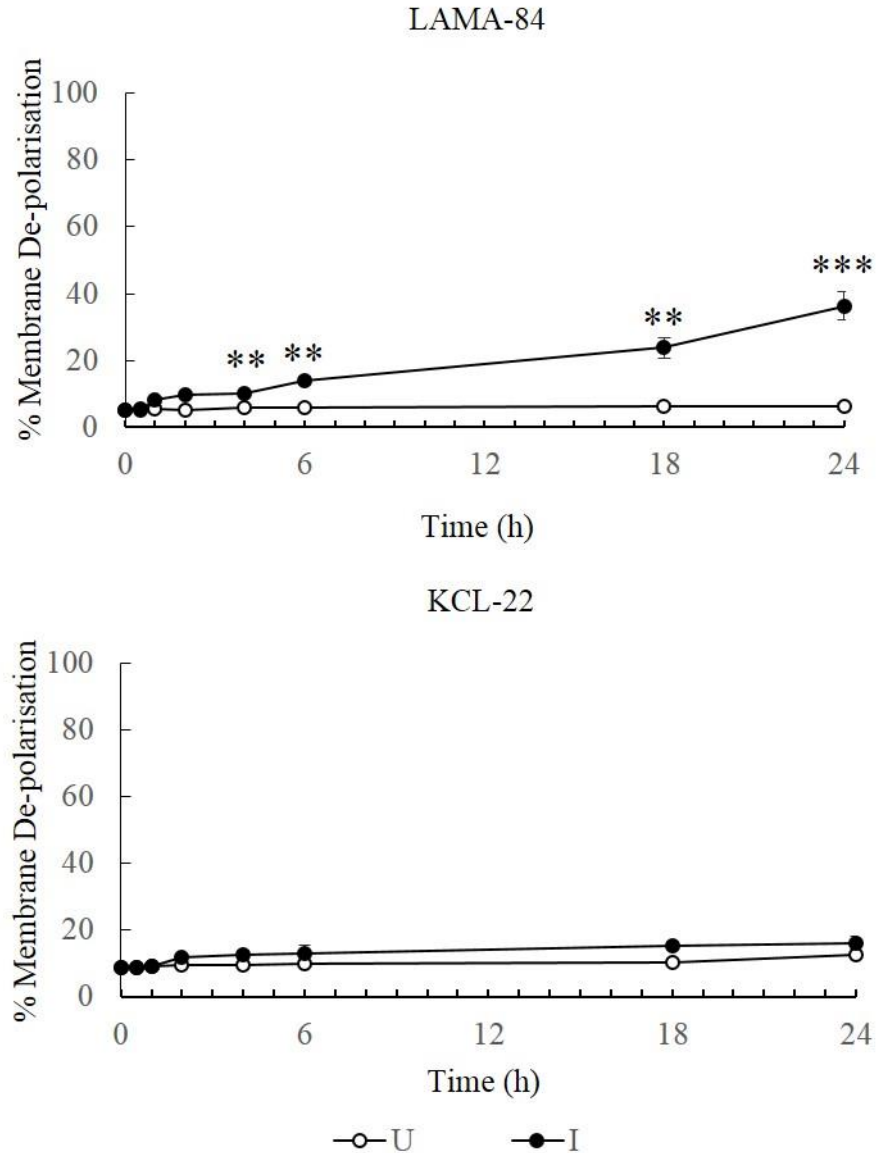 LAMA-84
% Membrane De-polarisation
100
80
60
40
20
0
**
**
**
***
0 6 12 18 24
Time (h)
KCL-22
% Membrane De-polarisation
100
80
60
40
20
0
0 6 12 18 24
Time (h)
U I